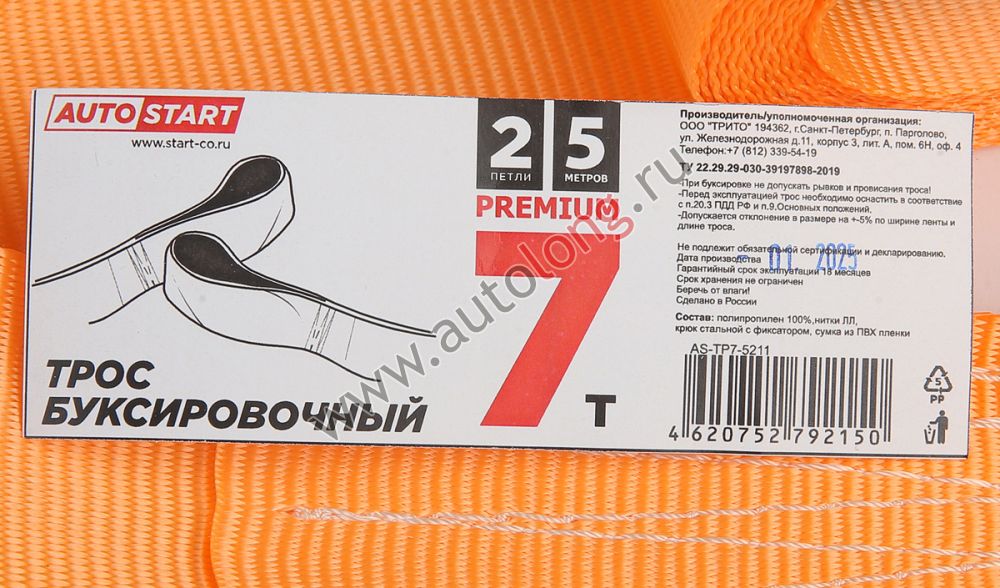 AUTO START
www.start-co.ru
2 5
ПЕТЛИ МЕТРОВ
PREMIUM
7 Т
ТРОС
БУКСИРОВОЧНЫЙ
Производитель/уполномоченная организация:
ООО "ТРИТО" 194362, г.Санкт-Петербург, п. Парголово,
ул. Железнодорожная д.11, корпус 3, лит. А, пом. 6Н, оф. 4
Телефон:+7 (812) 339-54-19
ТУ 22.29.29-030-39197898-2019
-При буксировке не допускать рывков и провисания троса!
-Перед эксплуатацией трос необходимо оснастить в соответствие
с п.20.3 ПДД РФ и п.9.Основных положений,
-Допускается отклонение в размере на +-5% по ширине ленты и
длине троса.
Не подлежит обязательной сертификации и декларированию.
Дата производства - 01 2025
Гарантийный срок эксплуатации 18 месяцев
Срок хранения не ограничен
Беречь от влаги!
Сделано в России
Состав: полипропилен 100%,нитки ЛЛ,
крюк стальной с фиксатором, сумка из ПВХ пленки
AS-TP7-5211
4 620752 792150
5
PP
www.autolong.ru